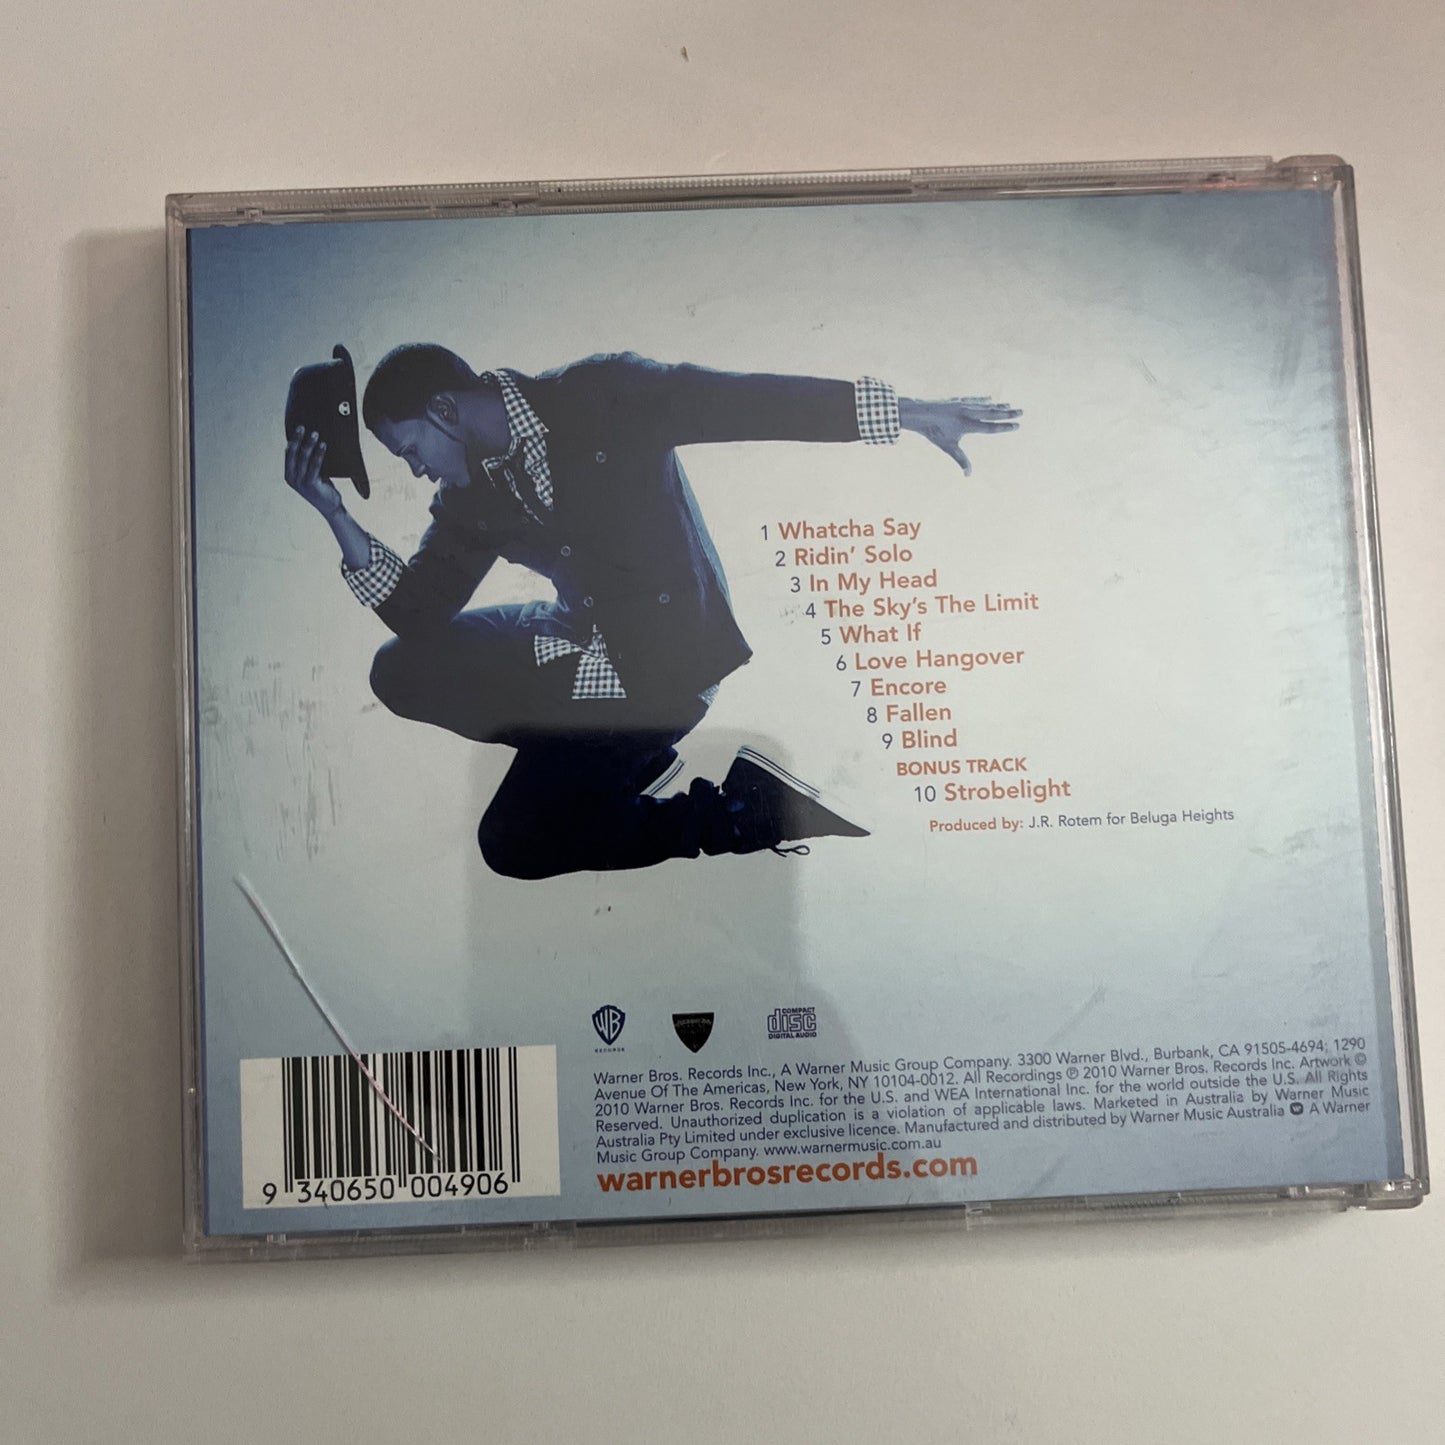 1 Whatcha Say
2 Ridin' Solo
3 In My Head
4 The Sky's The Limit
5 What If
6 Love Hangover
7 Encore
8 Fallen
9 Blind
BONUS TRACK
10 Strobelight
Produced by: J.R. Rotem for Beluga Heights
WB
RECORDS
COMPACT
disc
DIGITAL AUDIO
Warner Bros. Records Inc., A Warner Music Group Company. 3300 Warner Blvd., Burbank, CA 91505-4694; 1290
Avenue Of The Americas, New York, NY 10104-0012. All Recordings ℗ 2010 Warner Bros. Records Inc. Artwork ©
2010 Warner Bros. Records Inc. for the U.S. and WEA International Inc. for the world outside the U.S. All Rights
Reserved. Unauthorized duplication is a violation of applicable laws. Marketed in Australia by Warner Music
Australia Pty Limited under exclusive licence. Manufactured and distributed by Warner Music Australia A Warner
Music Group Company. www.warnermusic.com.au
warnerbrosrecords.com
9 340650 004906